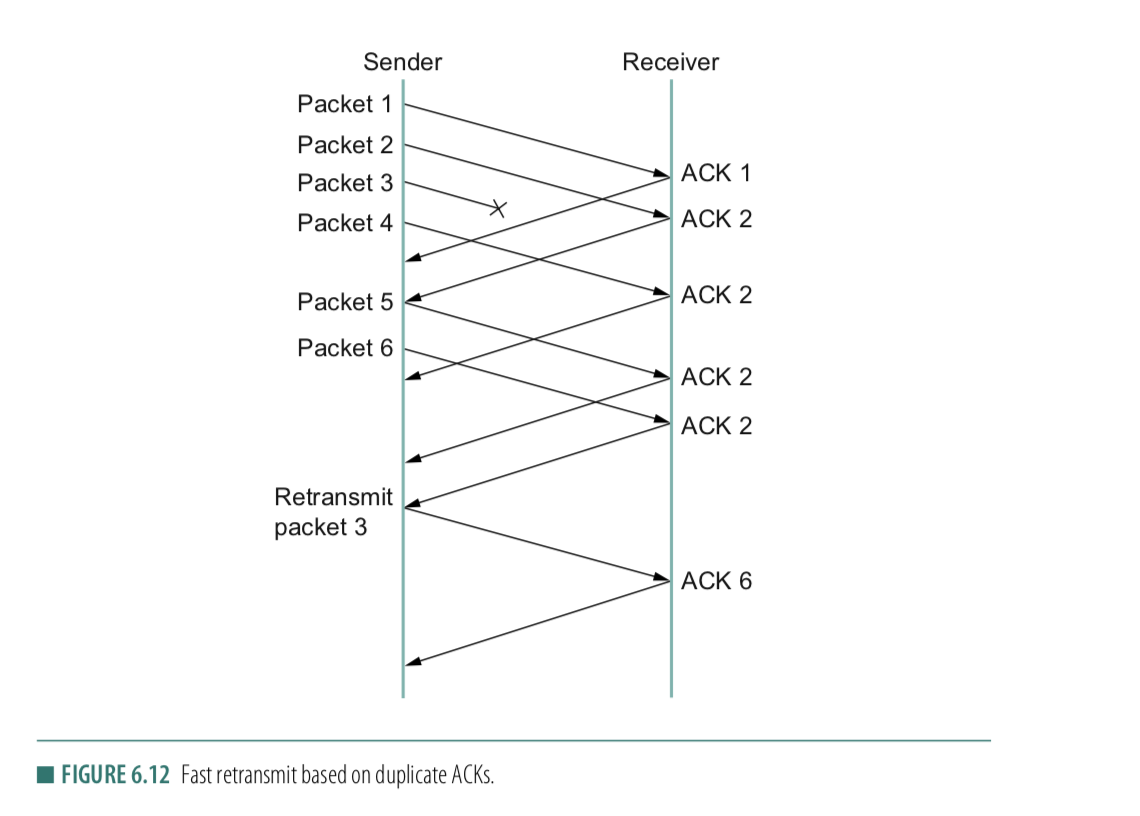 Sender Receiver
Packet 1
Packet 2
Packet 3
ACK 1
Packet 4
ACK 2
Packet 5
ACK 2
Packet 6
ACK 2
ACK 2
Retransmit
packet 3
ACK 6
FIGURE 6.12 Fast retransmit based on duplicate ACKs.